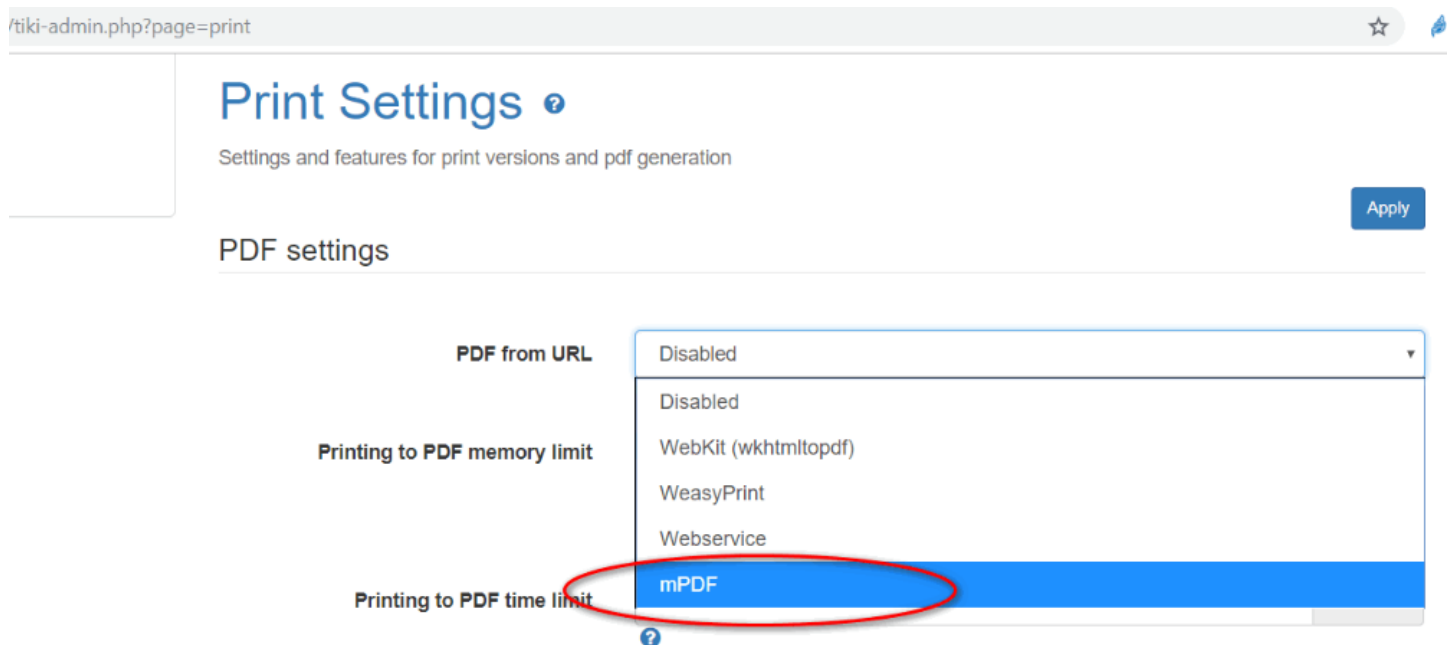 /tiki-admin.php?page=print
Print Settings ?
Settings and features for print versions and pdf generation
Apply
PDF settings
PDF from URL
Disabled
Disabled
Printing to PDF memory limit
WebKit (wkhtmltopdf)
WeasyPrint
Webservice
mPDF
Printing to PDF time limit
?